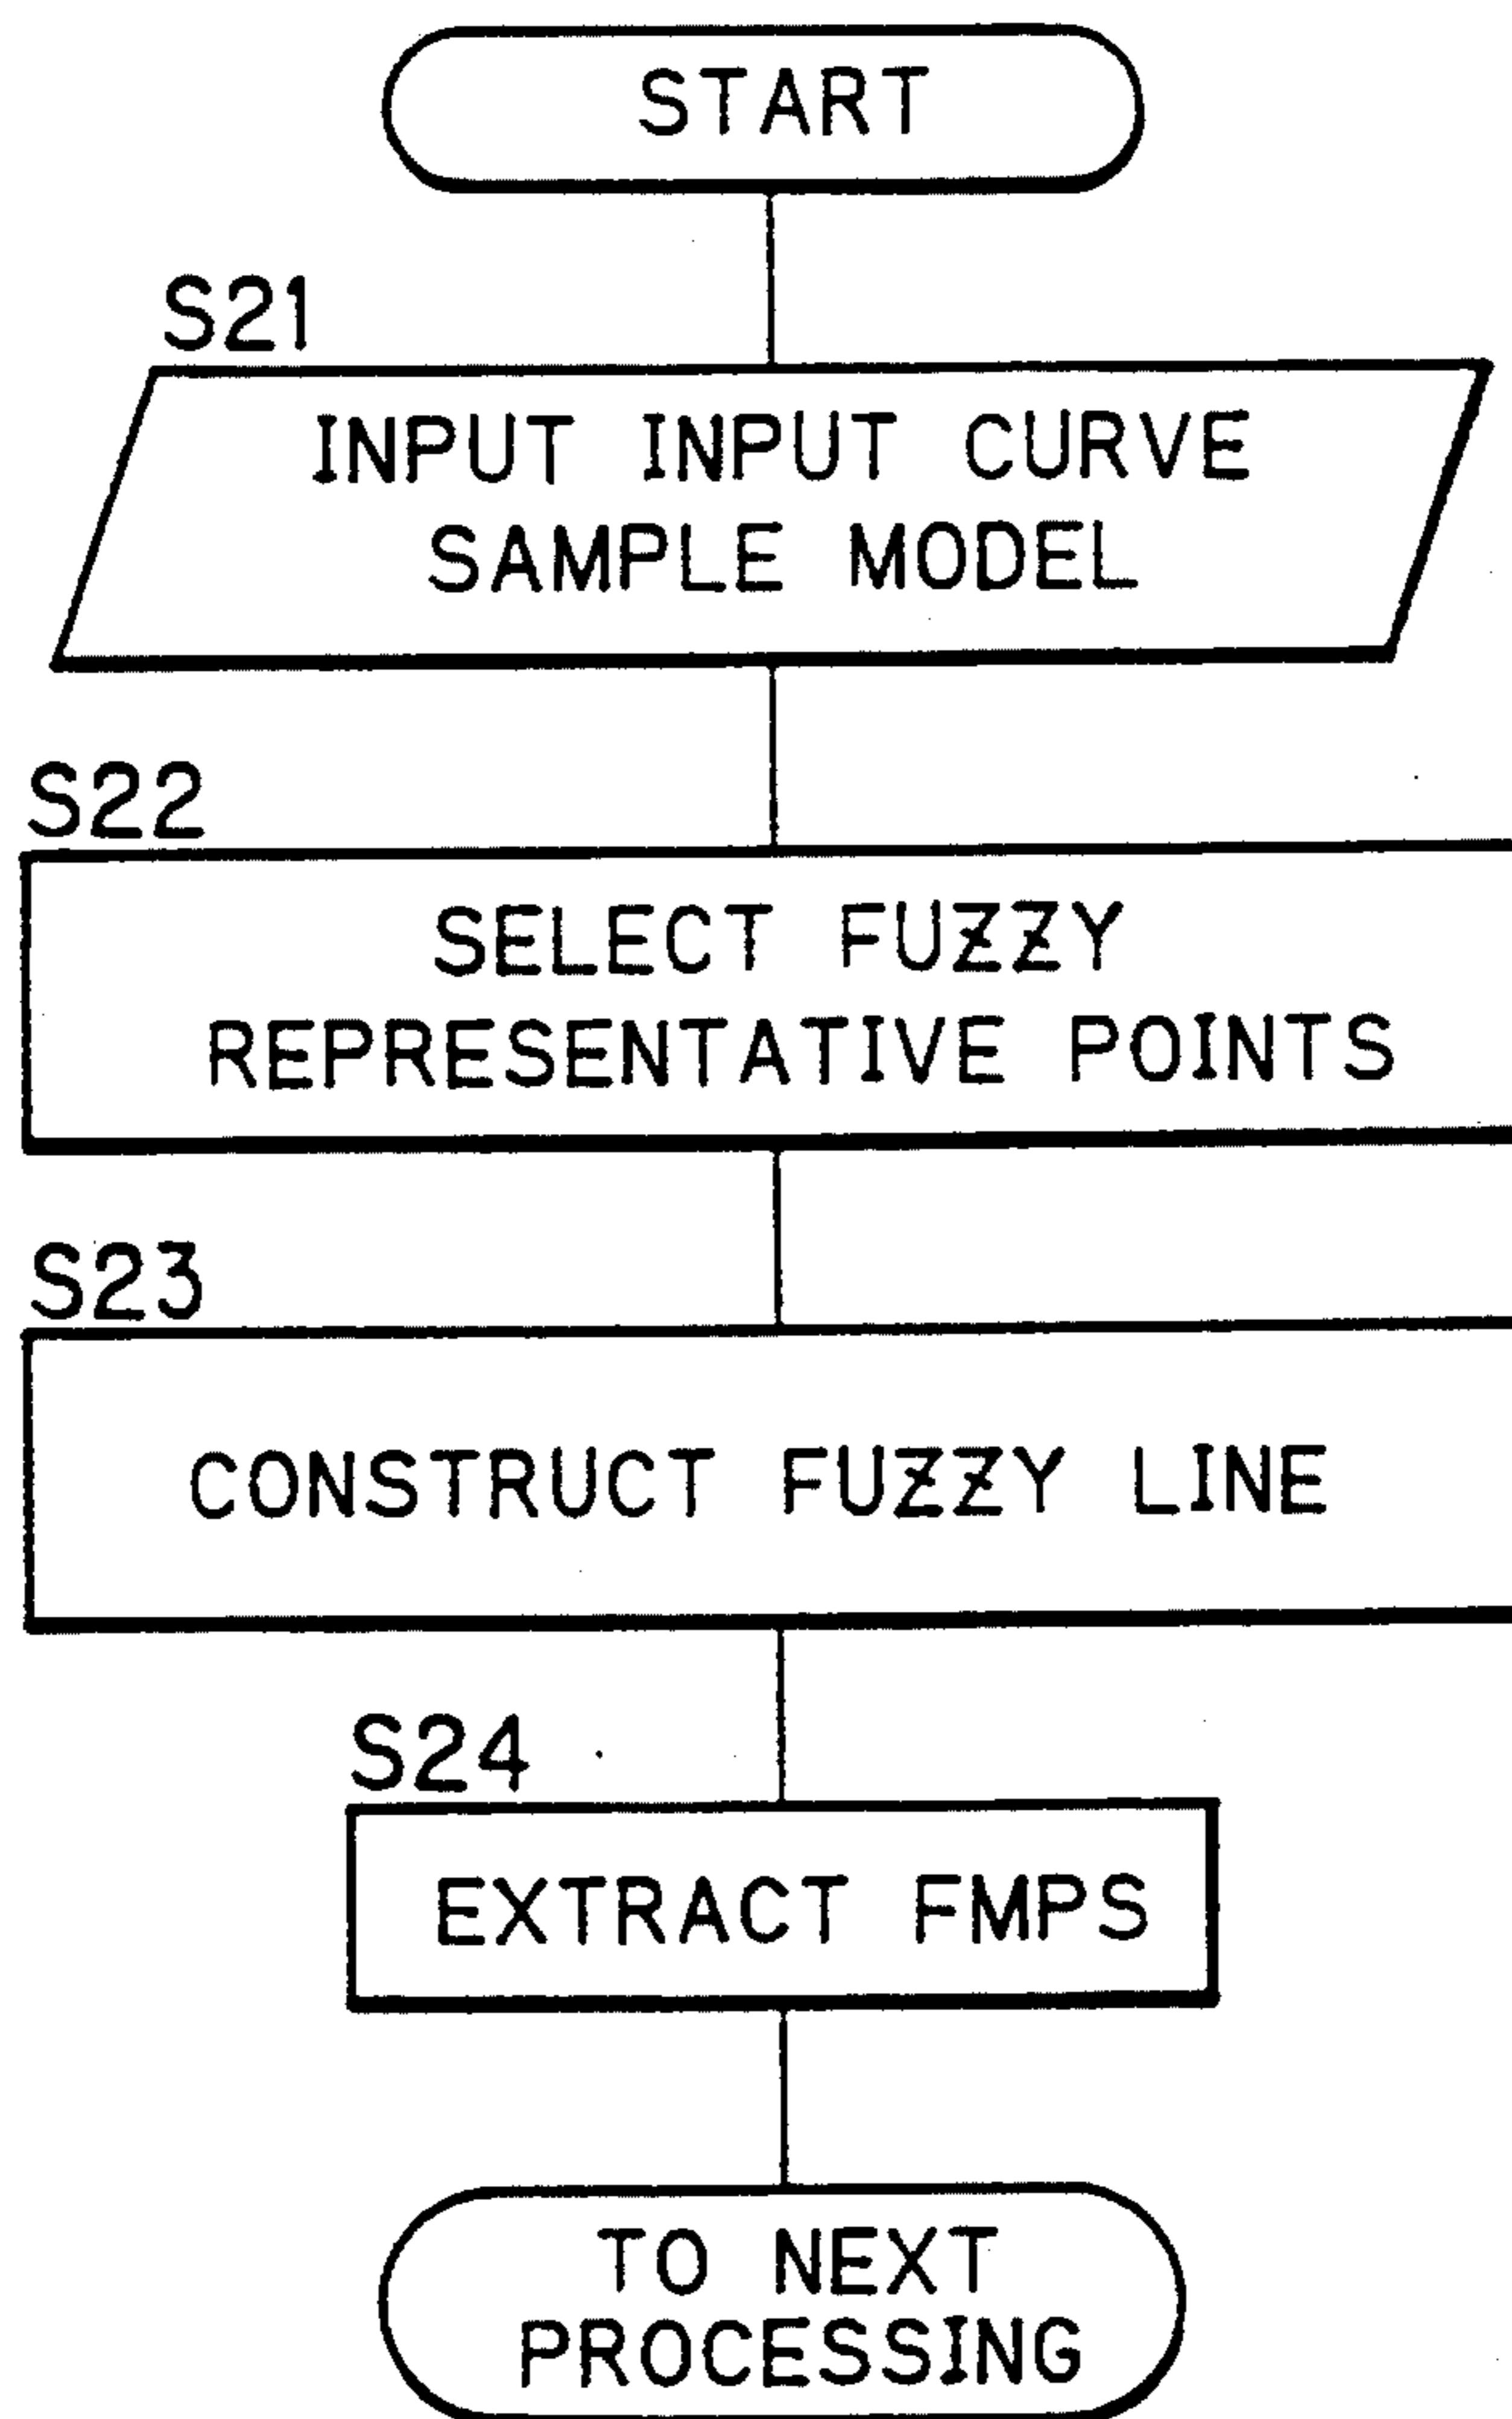 START
S21
INPUT INPUT CURVE
SAMPLE MODEL
S22
SELECT FUZZY
REPRESENTATIVE POINTS
S23
CONSTRUCT FUZZY LINE
S24
EXTRACT FMPS
TO NEXT
PROCESSING